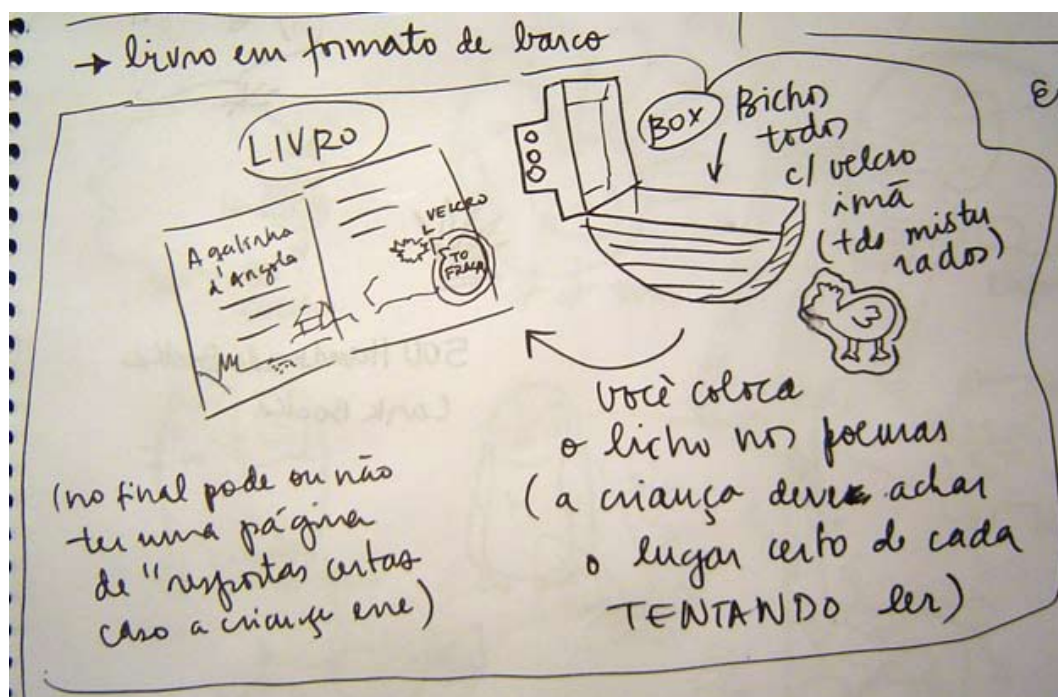 → livro em formato de barco
LIVRO
A galinha
d'angola
VELCRO
TO
FRACA
BOX
Bichos
todos
c/ velcro
imã
(tds mistu
rados)
você coloca
o bicho nos poemas
(a criança deve achar
o lugar certo de cada
TENTANDO ler)
(no final pode ou não
ter uma página
de "respostas certas
caso a criança erre)